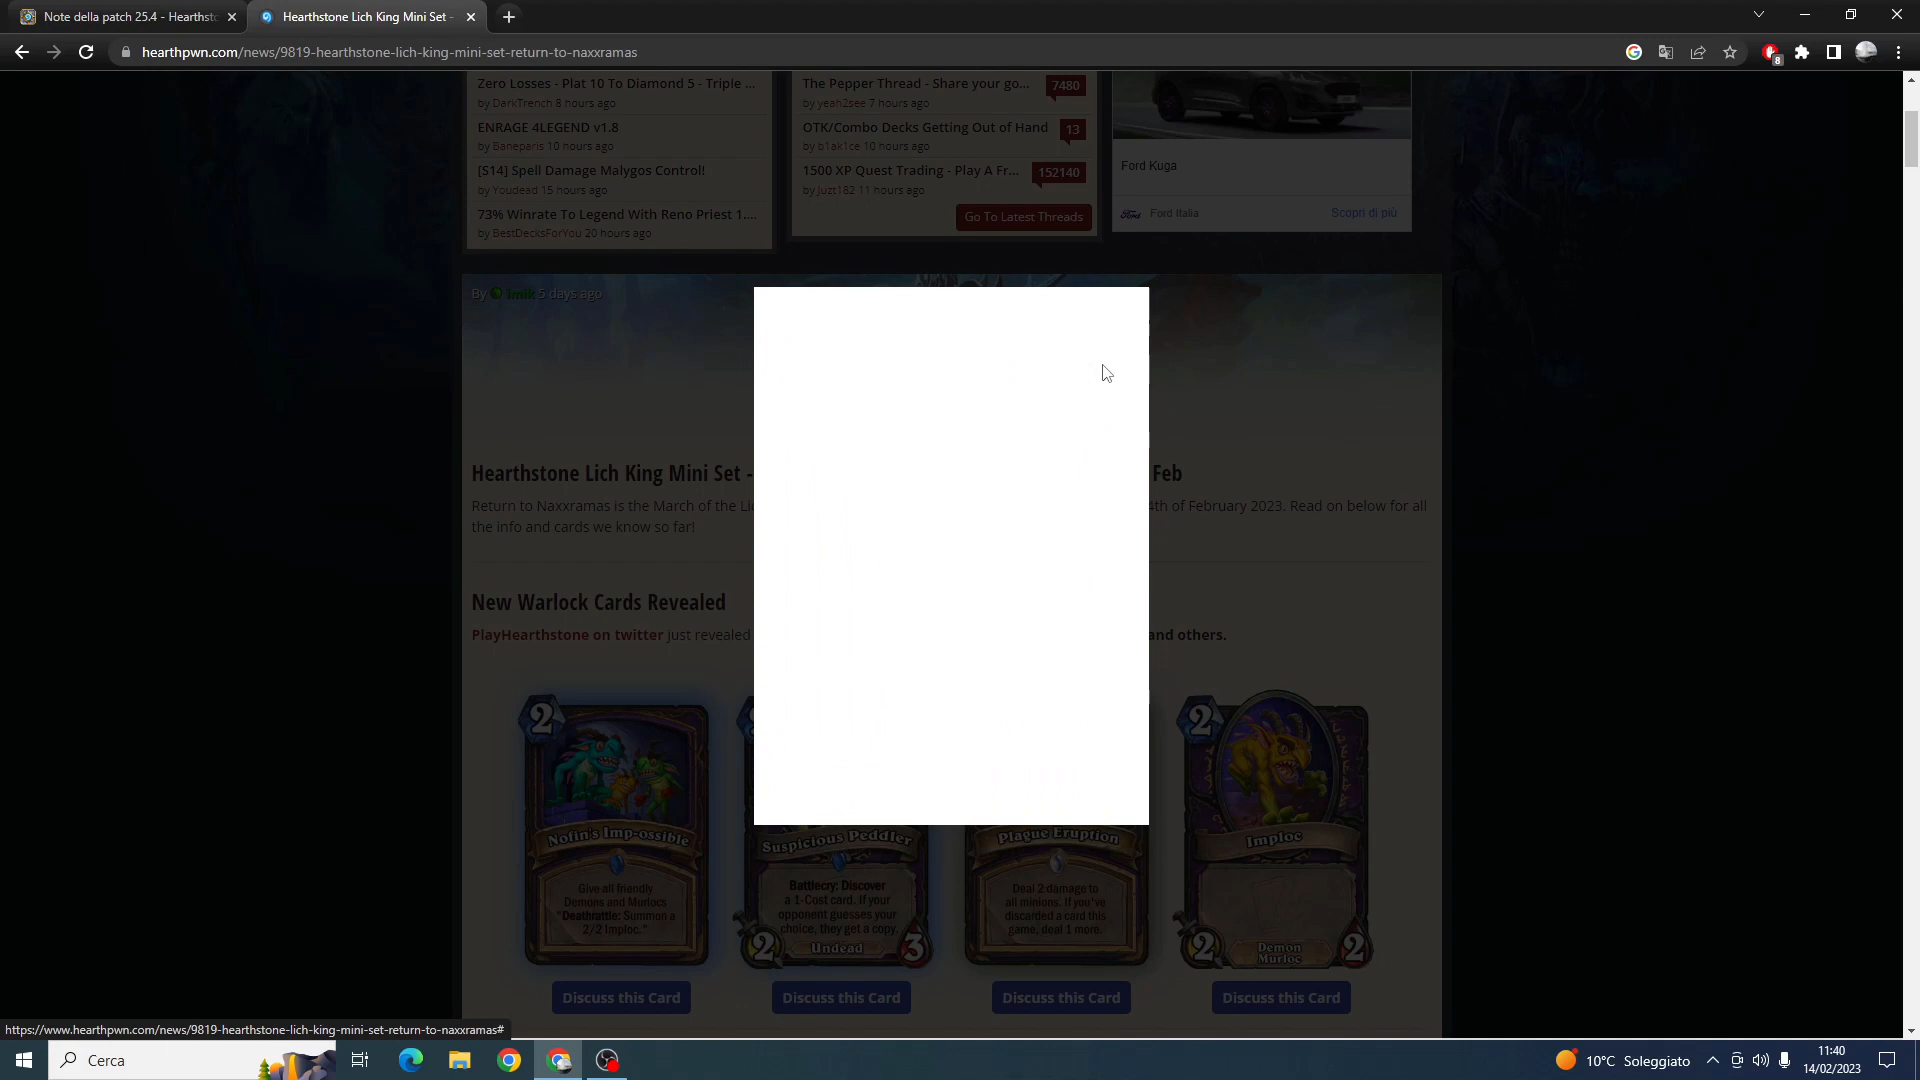 Note della patch 25.4 - Hearthst
Hearthstone Lich King Mini Set -
hearthpwn.com/news/9819-hearthstone-lich-king-mini-set-return-to-naxxramas
8
Zero Losses - Plat 10 To Diamond 5 - Triple ...
by DarkTrench 8 hours ago
ENRAGE 4LEGEND v1.8
by Baneparis 10 hours ago
[S14] Spell Damage Malygos Control!
by Youdead 15 hours ago
73% Winrate To Legend With Reno Priest 1....
by BestDecksForYou 20 hours ago
The Pepper Thread - Share your go...
7480
by yeah2see 7 hours ago
OTK/Combo Decks Getting Out of Hand
13
by b1ak1ce 10 hours ago
1500 XP Quest Trading - Play A Fr...
152140
by Juzt182 11 hours ago
Go To Latest Threads
Ford Kuga
Ford
Ford Italia
Scopri di più
By Imik 5 days ago
Hearthstone Lich King Mini Set - Feb
Return to Naxxramas is the March of the Li 4th of February 2023. Read on below for all
the info and cards we know so far!
New Warlock Cards Revealed
PlayHearthstone on twitter just revealed and others.
2
Nofin's Imp-ossible
Give all friendly
Demons and Murlocs
"Deathrattle: Summon a
2/2 Imploc."
Suspicious Peddler
Battlecry: Discover
a 1-Cost card. If your
opponent guesses your
choice, they get a copy.
2
Undead
3
Plague Eruption
Deal 2 damage to
all minions. If you've
discarded a card this
game, deal 1 more.
2
Imploc
2
Demon
Murloc
2
Discuss this Card
Discuss this Card
Discuss this Card
Discuss this Card
https://www.hearthpwn.com/news/9819-hearthstone-lich-king-mini-set-return-to-naxxramas#
Cerca
10°C Soleggiato
11:40
14/02/2023